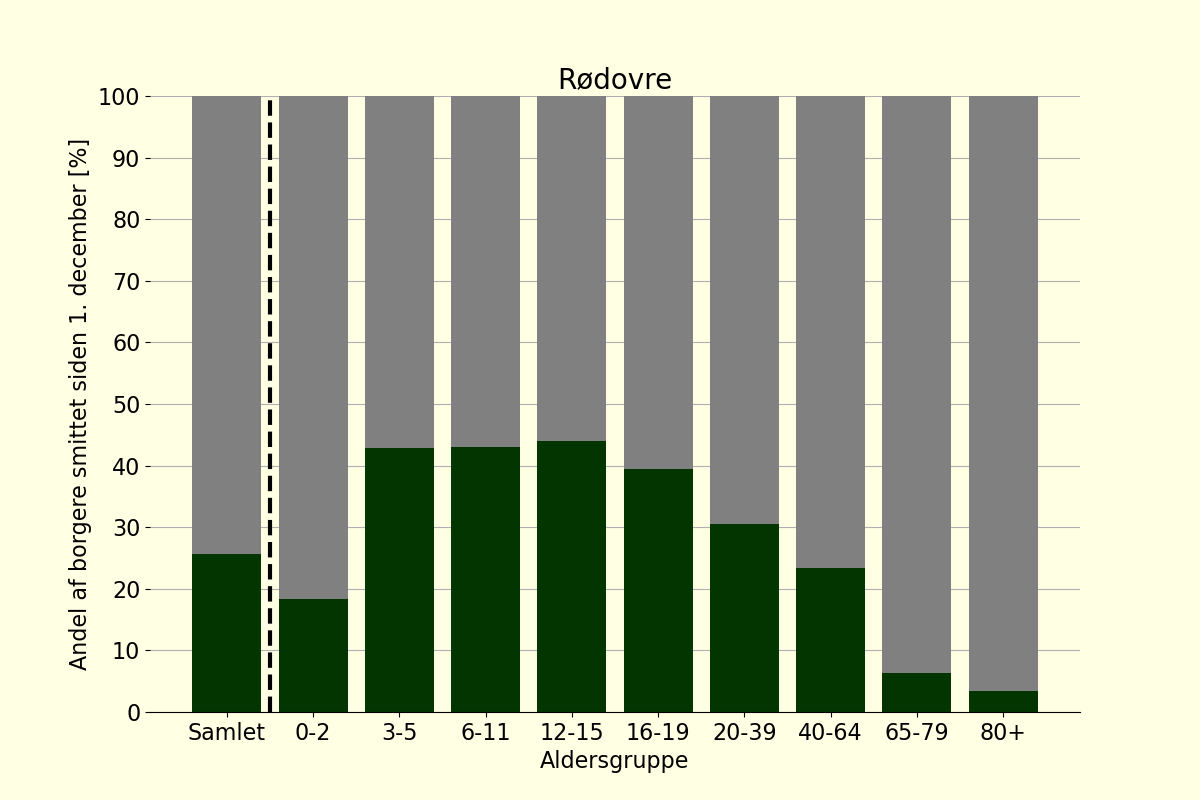 Rødovre
Andel af borgere smittet siden 1. december [%]
100
90
80
70
60
50
40
30
20
10
0
Samlet 0-2 3-5 6-11 12-15 16-19 20-39 40-64 65-79 80+
Aldersgruppe